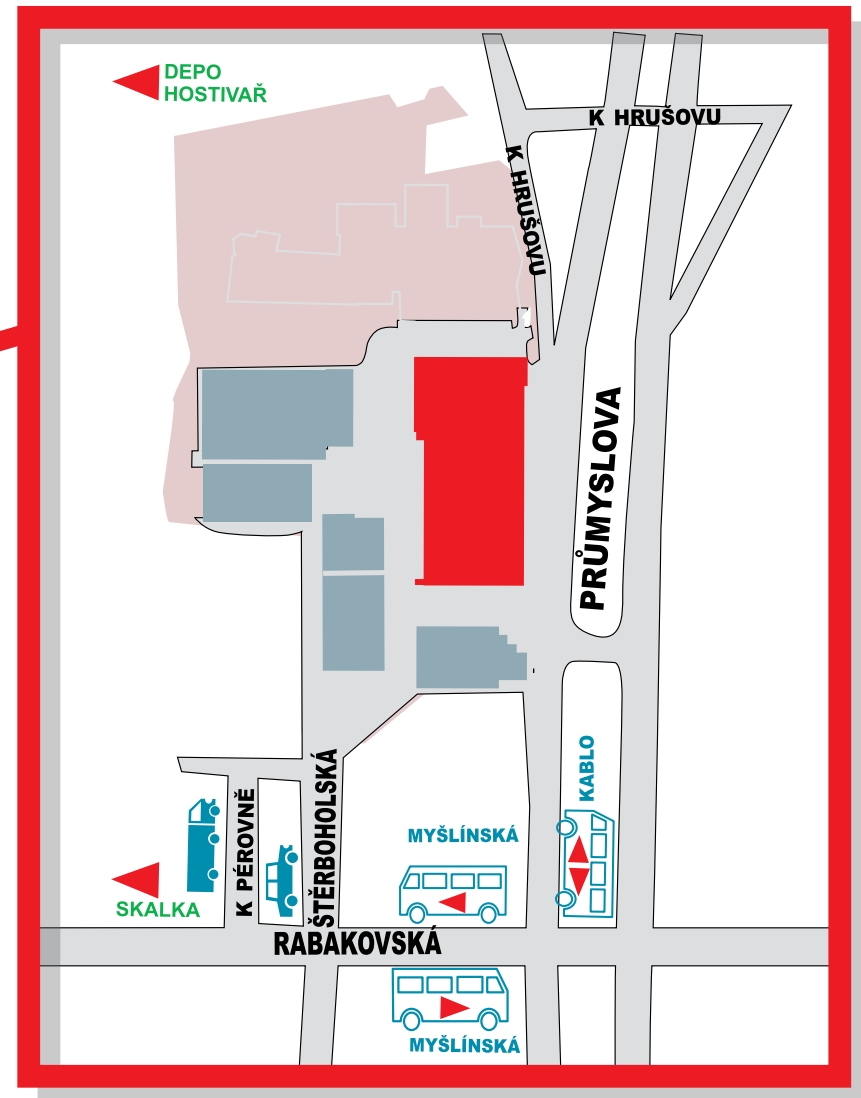 DEPO
HOSTIVAŘ
K HRUŠOVU
K HRUŠOVU
PRŮMYSLOVA
KABLO
ŠTĚRBOHOLSKÁ
K PÉROVNĚ
MYŠLÍNSKÁ
SKALKA
RABAKOVSKÁ
MYŠLÍNSKÁ